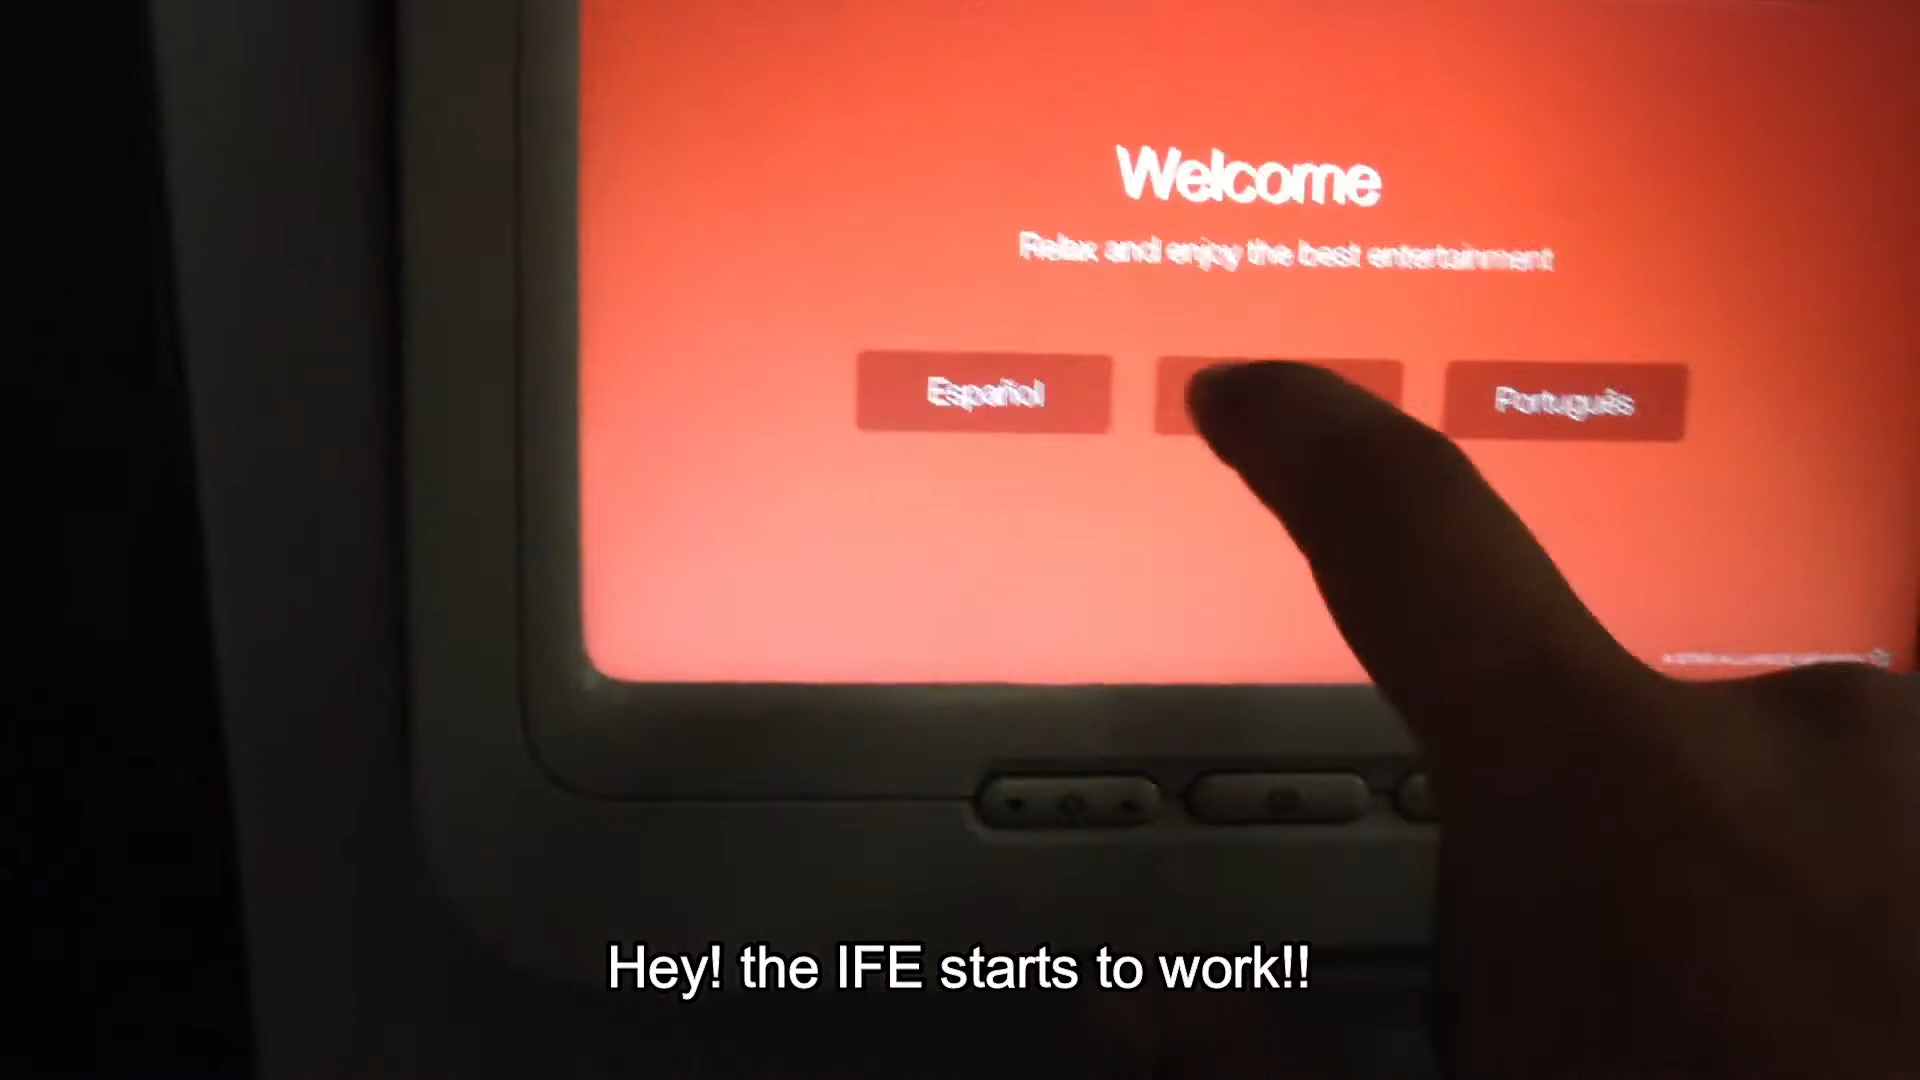 Welcome
Relax and enjoy the best entertainment
Español
Português
Hey! the IFE starts to work!!